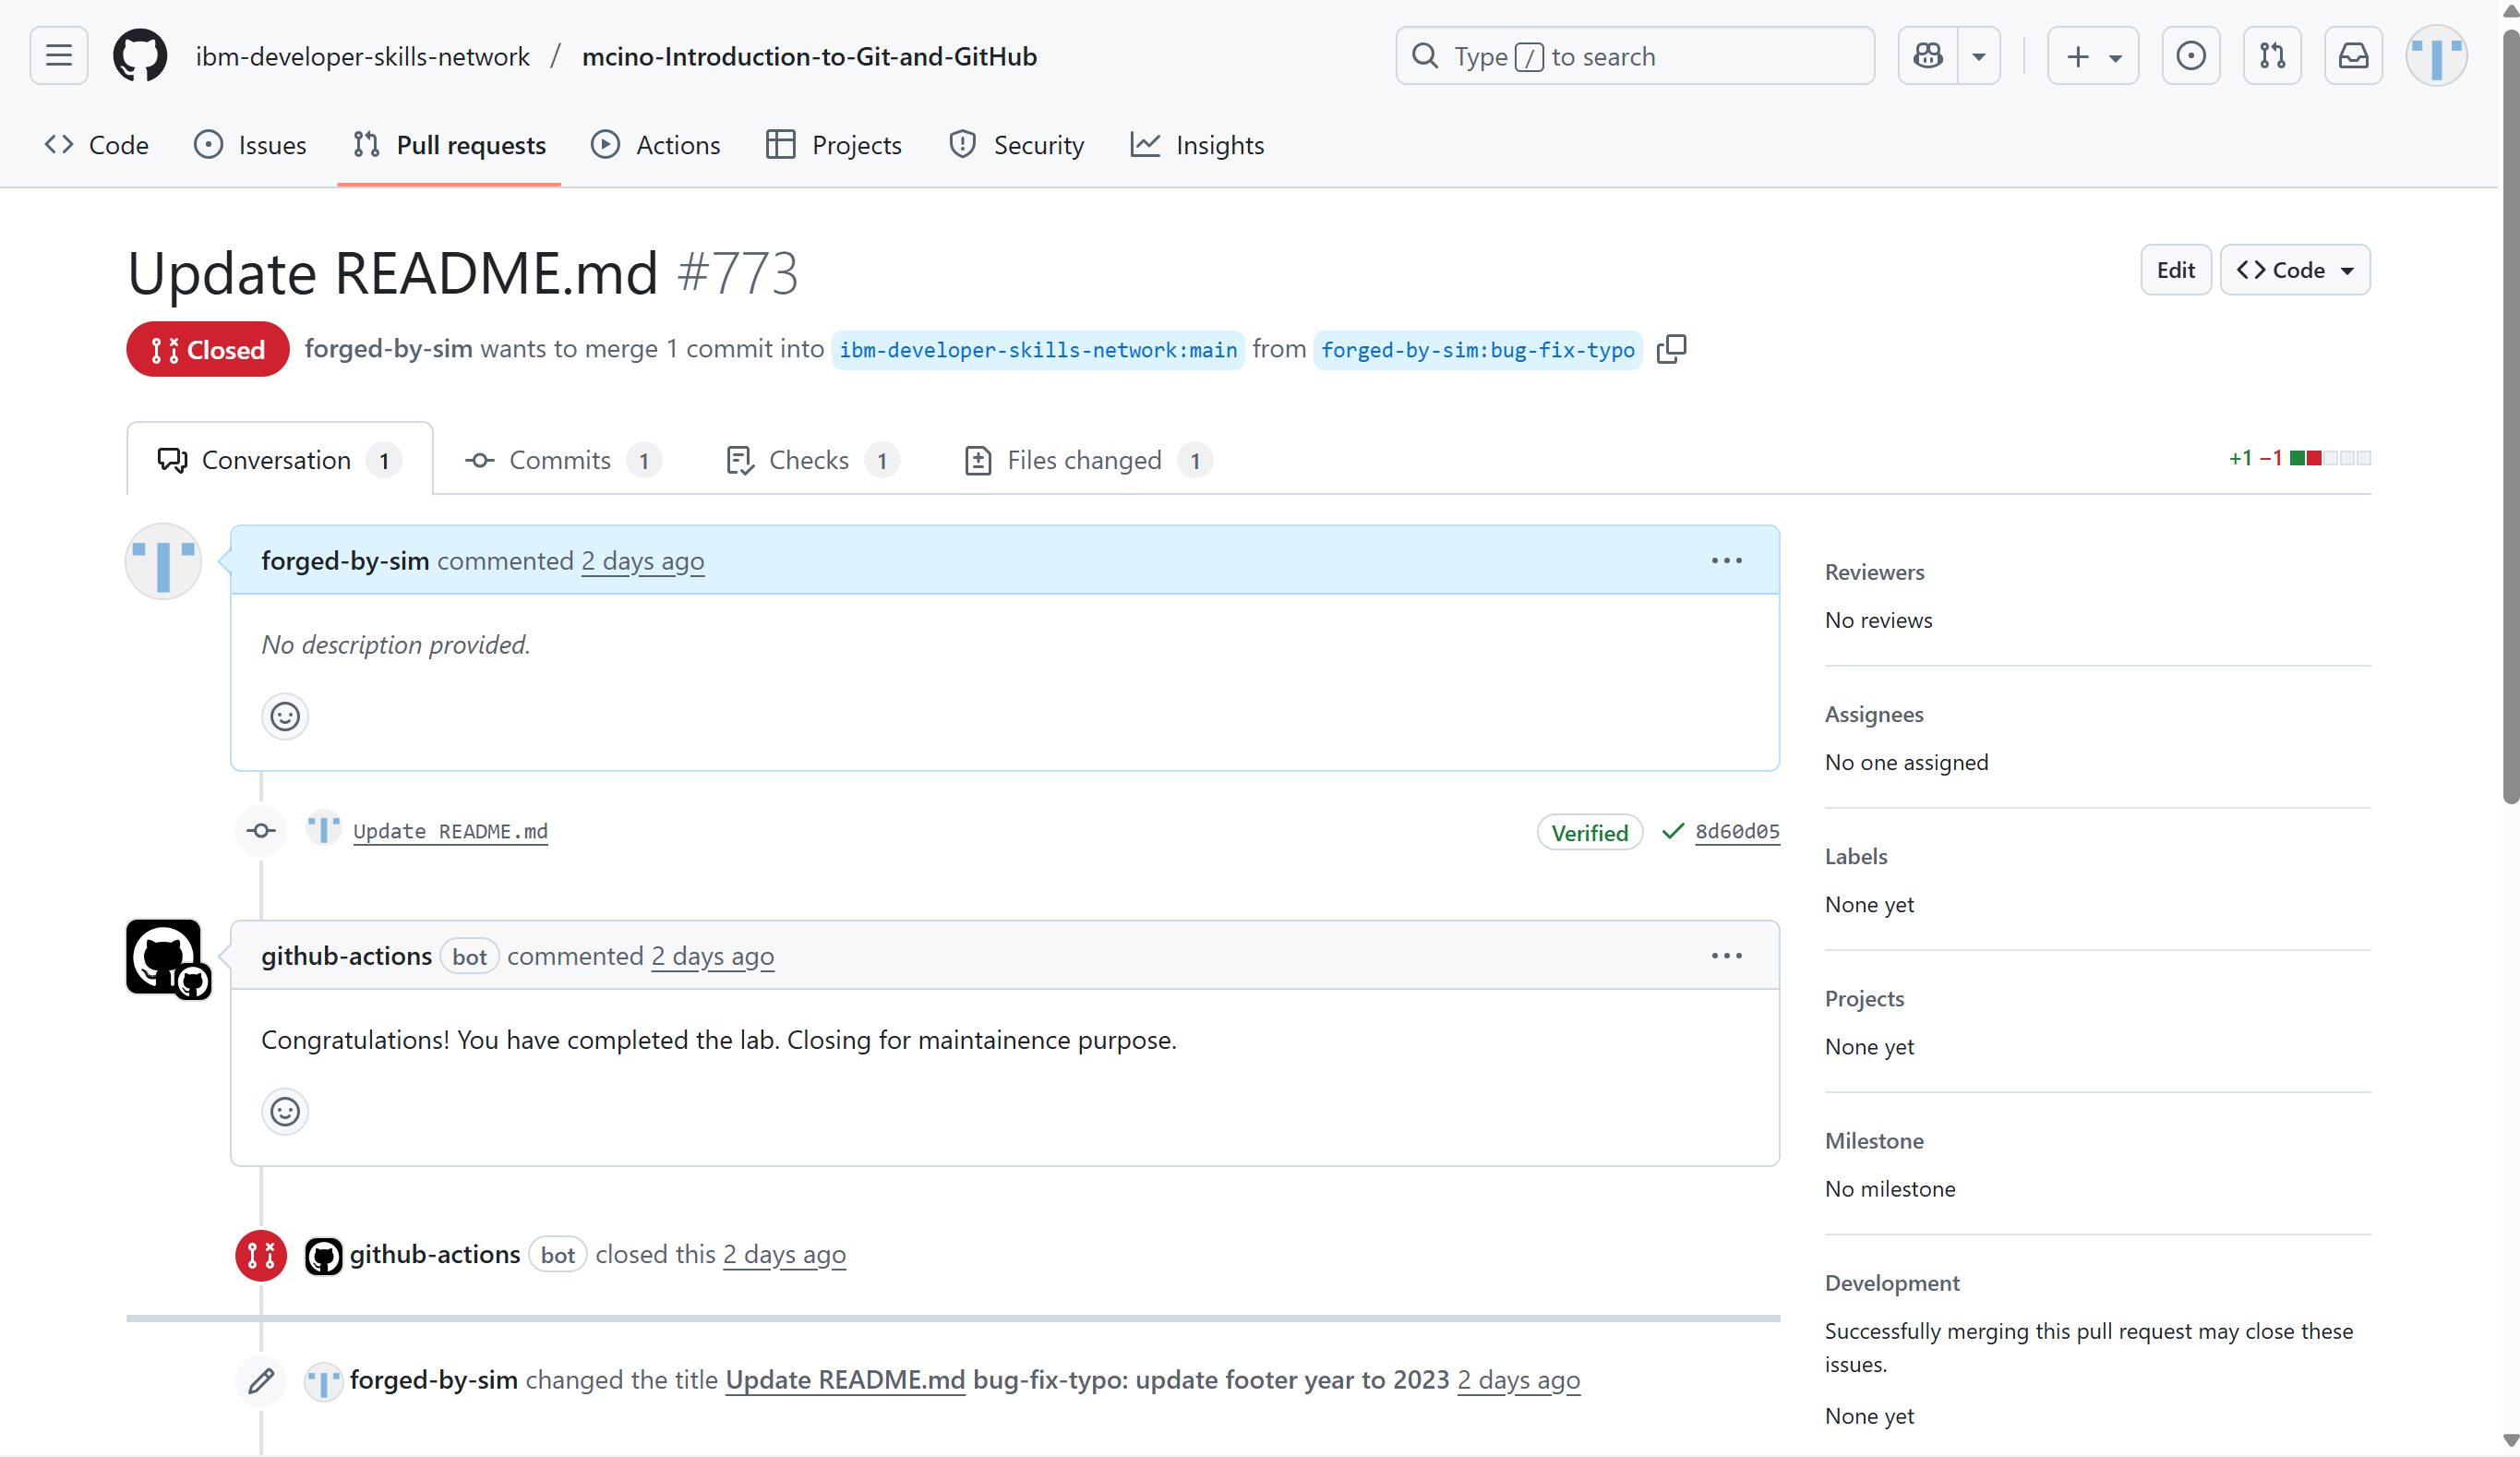 ibm-developer-skills-network / mcino-Introduction-to-Git-and-GitHub
Type / to search
Code
Issues
Pull requests
Actions
Projects
Security
Insights
Update README.md #773
Edit
Code
Closed
forged-by-sim wants to merge 1 commit into ibm-developer-skills-network:main from forged-by-sim:bug-fix-typo
Conversation 1
Commits 1
Checks 1
Files changed 1
+1 −1
forged-by-sim commented 2 days ago
No description provided.
Update README.md
Verified
8d60d05
github-actions bot commented 2 days ago
Congratulations! You have completed the lab. Closing for maintainence purpose.
github-actions bot closed this 2 days ago
forged-by-sim changed the title Update README.md bug-fix-typo: update footer year to 2023 2 days ago
Reviewers
No reviews
Assignees
No one assigned
Labels
None yet
Projects
None yet
Milestone
No milestone
Development
Successfully merging this pull request may close these
issues.
None yet